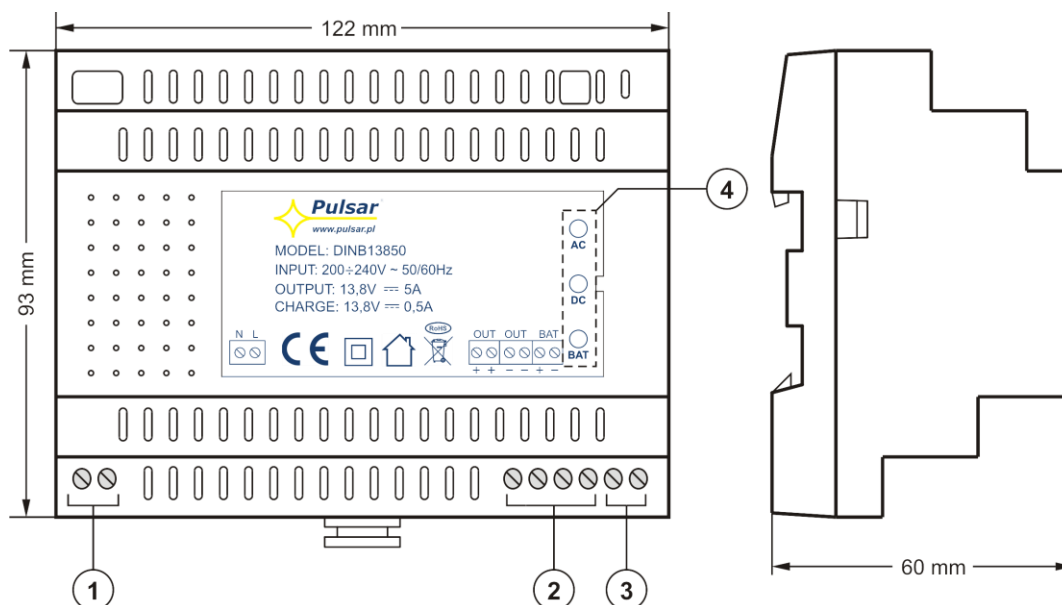 122 mm
93 mm
Pulsar
www.pulsar.pl
MODEL: DINB13850
INPUT: 200÷240V ~ 50/60Hz
OUTPUT: 13,8V ⎓ 5A
CHARGE: 13,8V ⎓ 0,5A
N L
CE
RoHS
OUT OUT BAT
+ + − − + −
AC
DC
BAT
4
1
2
3
60 mm